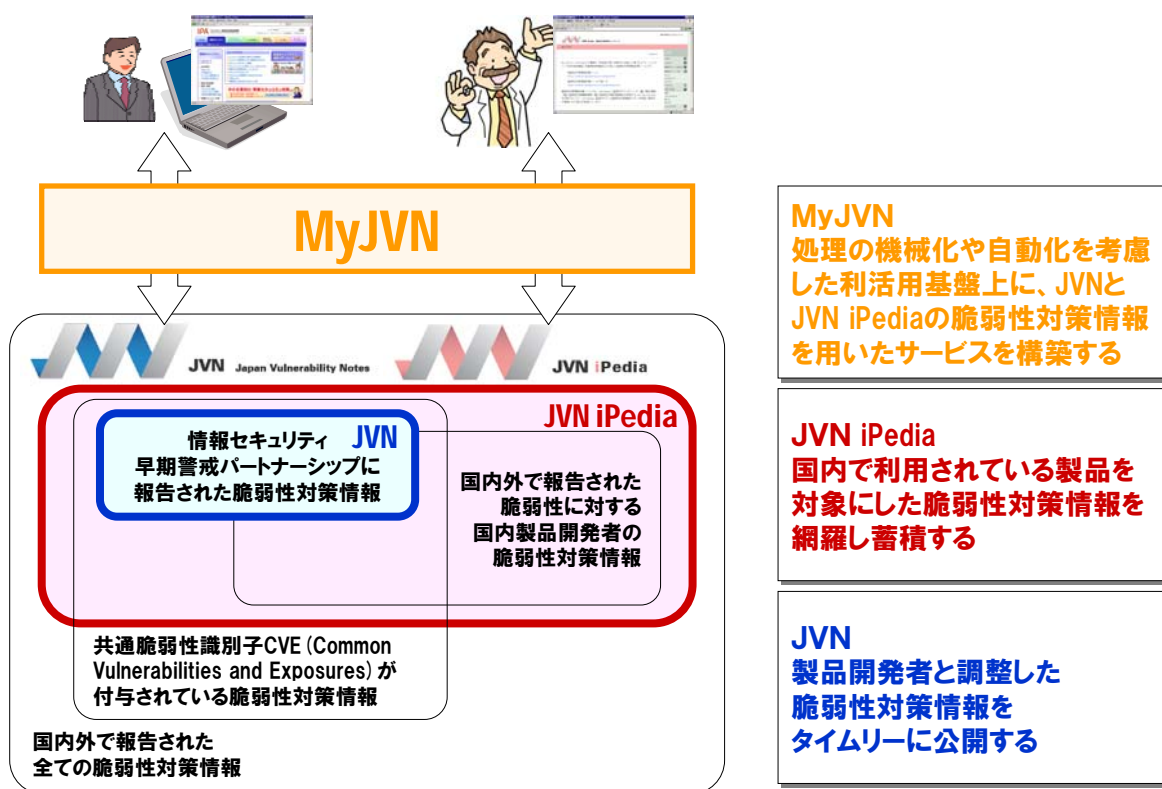 MyJVN
JVN Japan Vulnerability Notes
JVN iPedia
JVN iPedia
情報セキュリティ JVN
早期警戒パートナーシップに
報告された脆弱性対策情報
国内外で報告された
脆弱性に対する
国内製品開発者の
脆弱性対策情報
共通脆弱性識別子CVE(Common
Vulnerabilities and Exposures)が
付与されている脆弱性対策情報
国内外で報告された
全ての脆弱性対策情報
MyJVN
処理の機械化や自動化を考慮
した利活用基盤上に、JVNと
JVN iPediaの脆弱性対策情報
を用いたサービスを構築する
JVN iPedia
国内で利用されている製品を
対象にした脆弱性対策情報を
網羅し蓄積する
JVN
製品開発者と調整した
脆弱性対策情報を
タイムリーに公開する